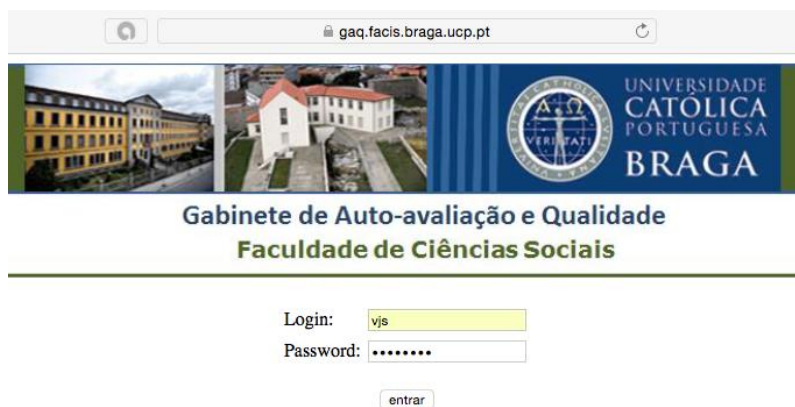 gaq.facis.braga.ucp.pt
UNIVERSIDADE
CATÓLICA
PORTUGUESA
BRAGA
Gabinete de Auto-avaliação e Qualidade
Faculdade de Ciências Sociais
Login: vjs
Password: ••••••••
entrar